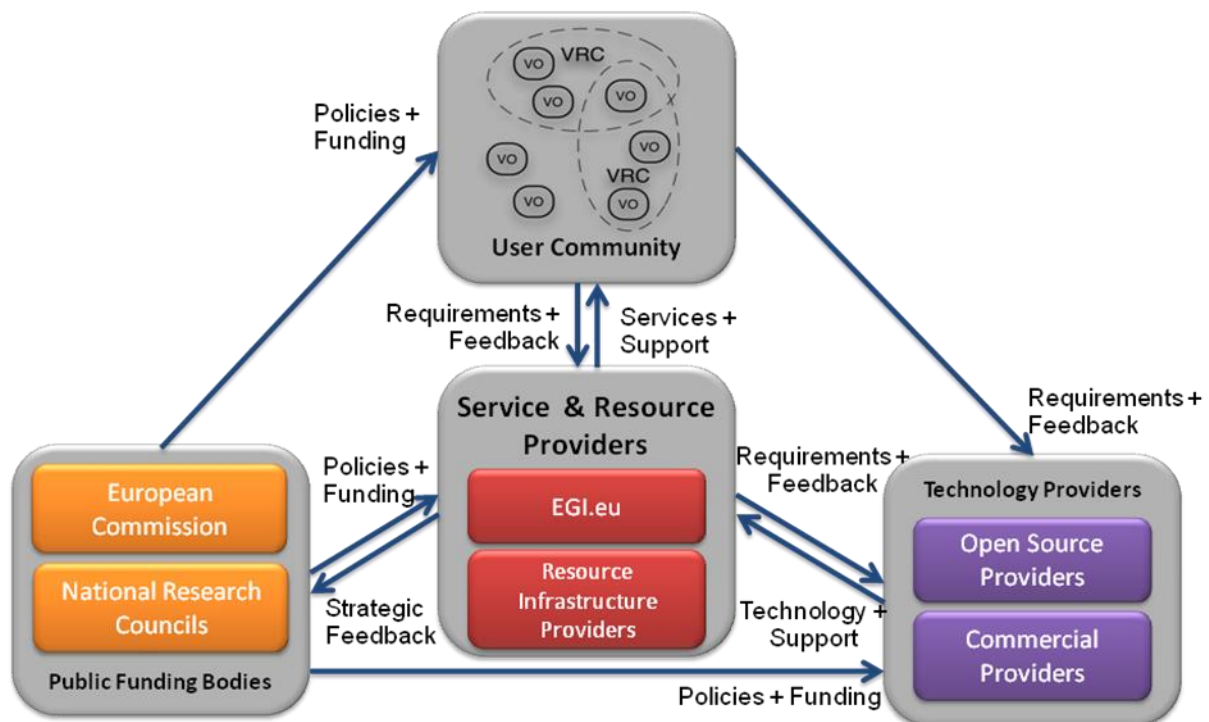 VO
VRC
VO
VO
VO
VO
VRC
VO
VO
User Community
Policies +
Funding
Requirements +
Feedback
Services +
Support
Requirements +
Feedback
Service & Resource
Providers
EGI.eu
Resource
Infrastructure
Providers
European
Commission
National Research
Councils
Public Funding Bodies
Policies +
Funding
Strategic
Feedback
Requirements +
Feedback
Technology +
Support
Technology Providers
Open Source
Providers
Commercial
Providers
Policies + Funding